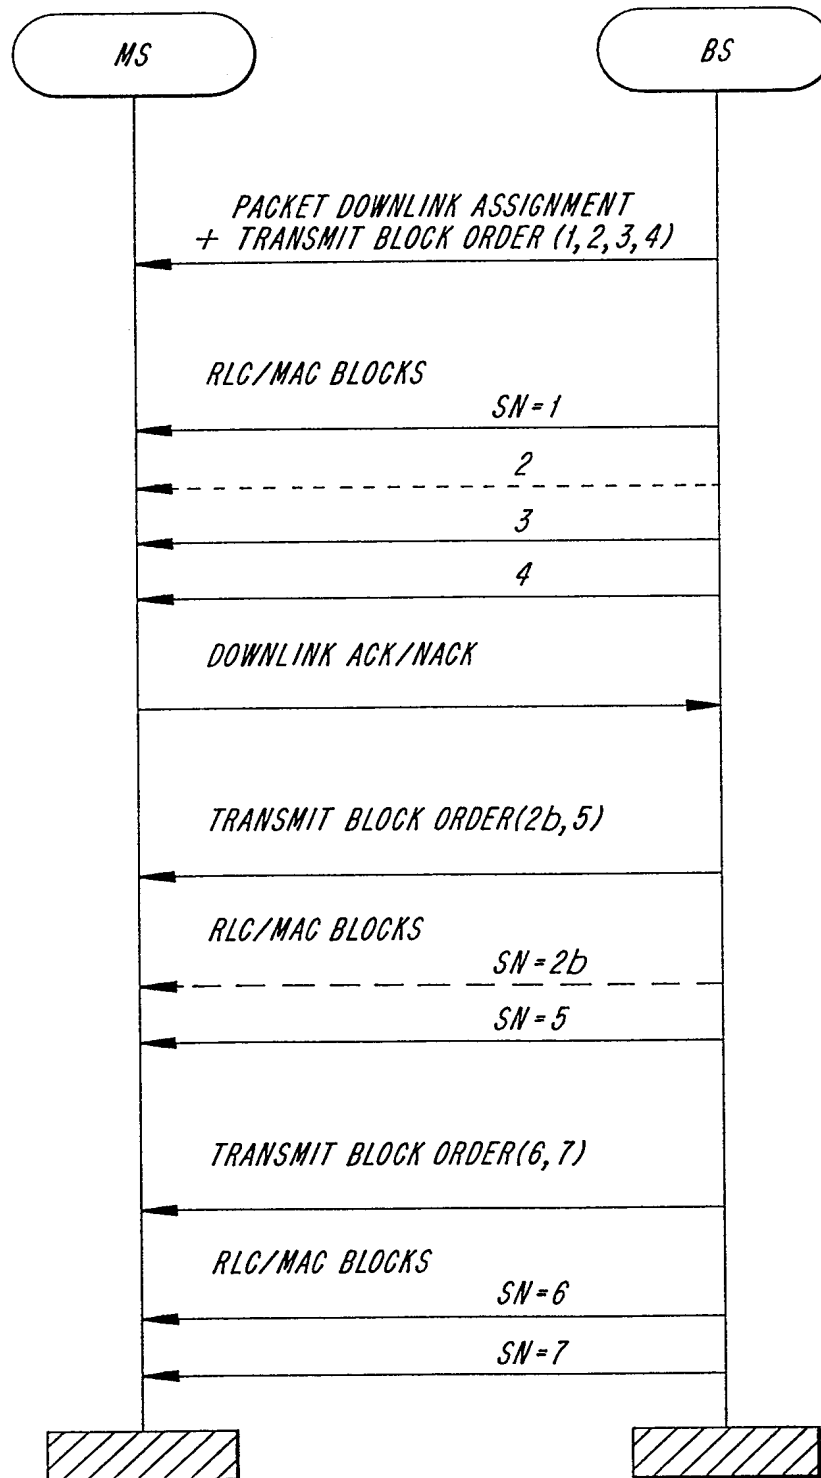 MS
BS
PACKET DOWNLINK ASSIGNMENT
+ TRANSMIT BLOCK ORDER (1,2,3,4)
RLC/MAC BLOCKS
SN=1
2
3
4
DOWNLINK ACK/NACK
TRANSMIT BLOCK ORDER(2b,5)
RLC/MAC BLOCKS
SN=2b
SN=5
TRANSMIT BLOCK ORDER(6,7)
RLC/MAC BLOCKS
SN=6
SN=7